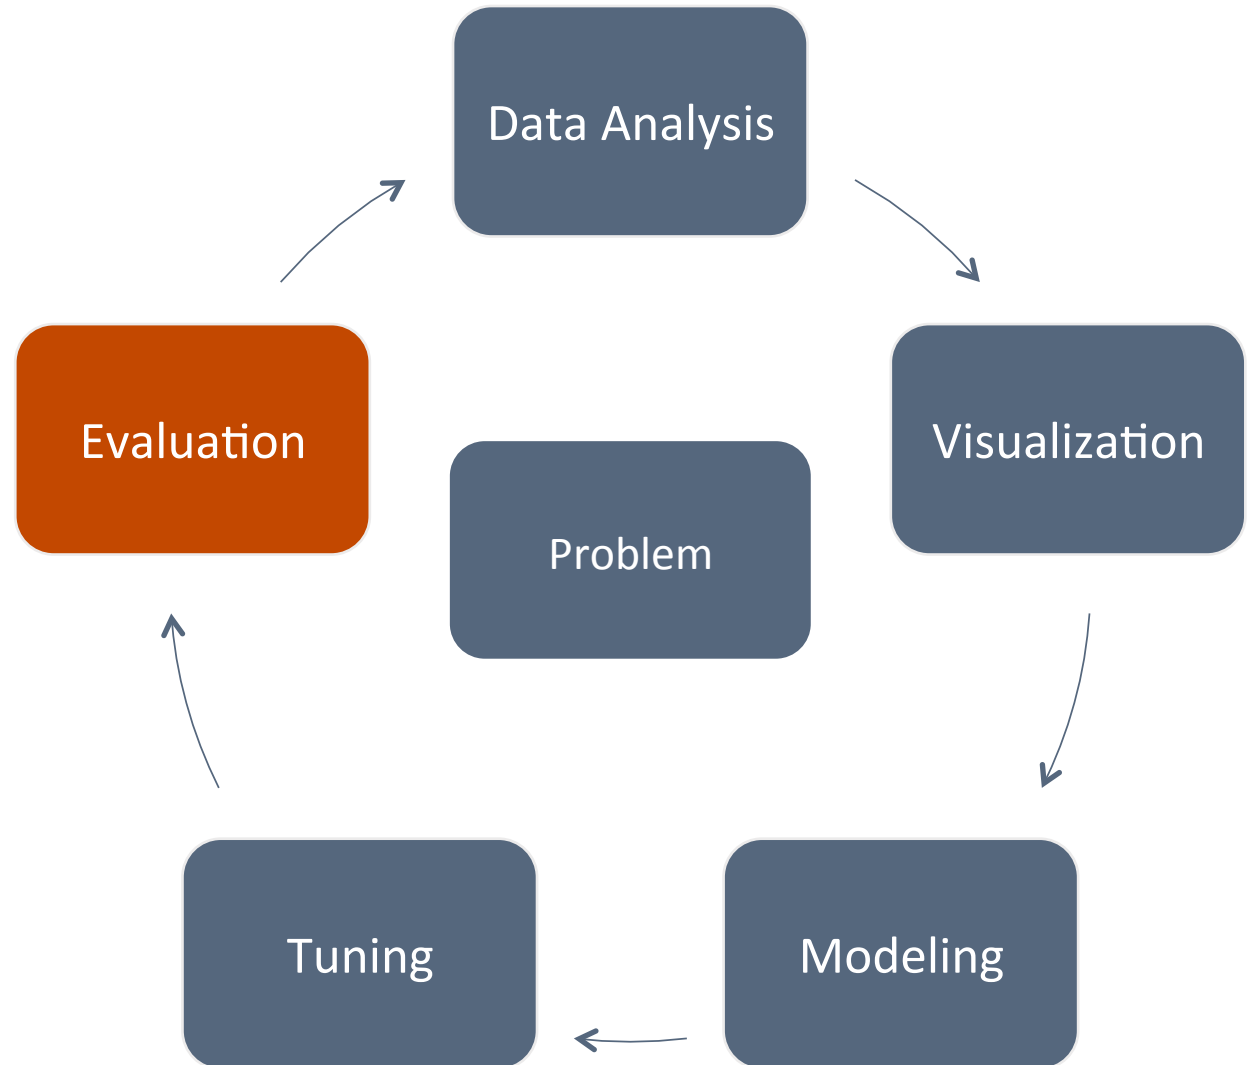 Data Analysis
Evaluation
Visualization
Problem
Tuning
Modeling